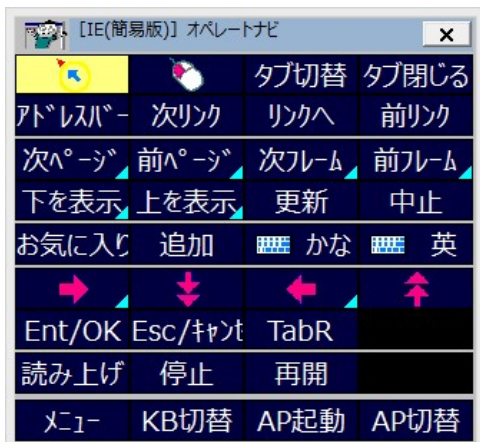 [IE(簡易版)] オペレートナビ
タブ切替 タブ閉じる
ｱﾄﾞﾚｽﾊﾞｰ 次ﾘﾝｸ ﾘﾝｸへ 前ﾘﾝｸ
次ﾍﾟｰｼﾞ 前ﾍﾟｰｼﾞ 次ﾌﾚｰﾑ 前ﾌﾚｰﾑ
下を表示 上を表示 更新 中止
お気に入り 追加 かな 英
Ent/OK Esc/ｷｬﾝｾ TabR
読み上げ 停止 再開
ﾒﾆｭｰ KB切替 AP起動 AP切替